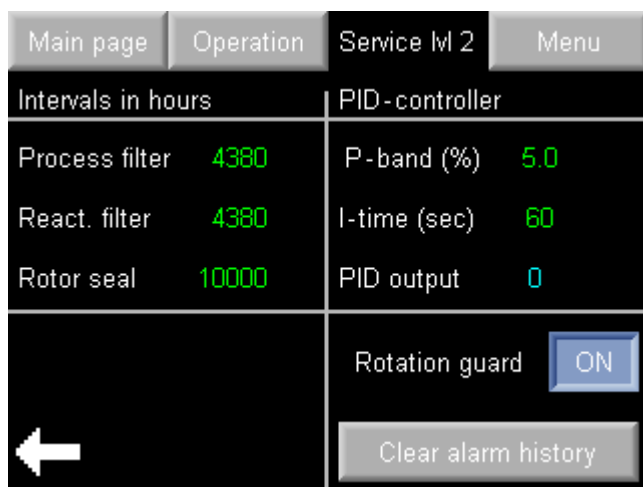 Main page Operation Service lvl 2 Menu
Intervals in hours PID-controller
Process filter 4380 P-band (%) 5.0
React. filter 4380 I-time (sec) 60
Rotor seal 10000 PID output 0
Rotation guard ON
Clear alarm history